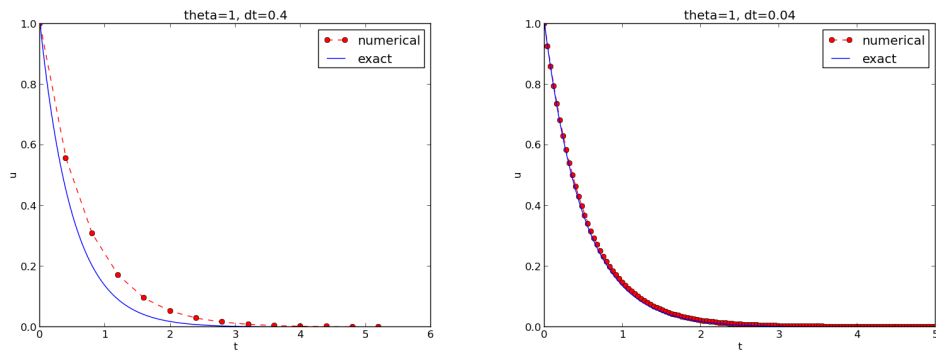 theta=1, dt=0.4
1.0
0.8
0.6
0.4
0.2
0.0
u
0 1 2 3 4 5 6
t
numerical
exact
theta=1, dt=0.04
1.0
0.8
0.6
0.4
0.2
0.0
u
0 1 2 3 4 5
t
numerical
exact